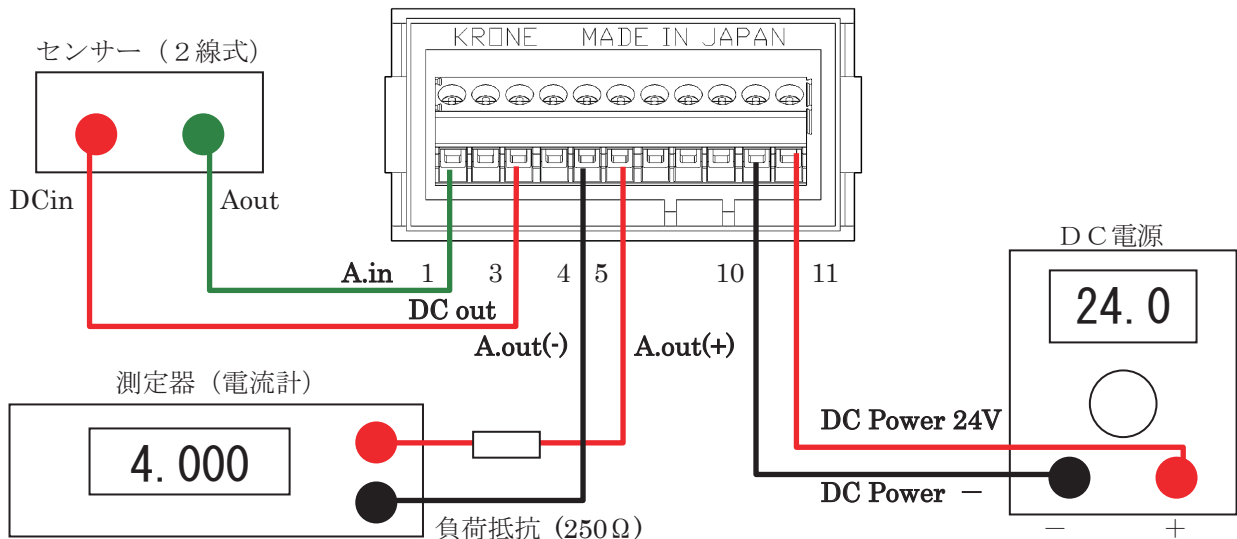 KRONE MADE IN JAPAN
センサー（２線式）
DCin
Aout
A.in 1 3 4 5 10 11
DC out
A.out(-) A.out(+)
ＤＣ電源
24.0
測定器（電流計）
4.000
DC Power 24V
DC Power －
負荷抵抗 (250Ω)
－ ＋